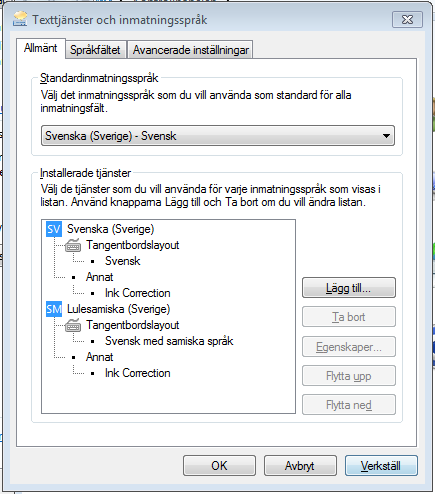 Texttjänster och inmatningsspråk
Allmänt Språkfältet Avancerade inställningar
Standardinmatningsspråk
Välj det inmatningsspråk som du vill använda som standard för alla
inmatningsfält.
Svenska (Sverige) - Svensk
Installerade tjänster
Välj de tjänster som du vill använda för varje inmatningsspråk som visas i
listan. Använd knapparna Lägg till och Ta bort om du vill ändra listan.
SV Svenska (Sverige)
Tangentbordslayout
Svensk
Annat
Ink Correction
SM Lulesamiska (Sverige)
Tangentbordslayout
Svensk med samiska språk
Annat
Ink Correction
Lägg till...
Ta bort
Egenskaper...
Flytta upp
Flytta ned
OK Avbryt Verkställ